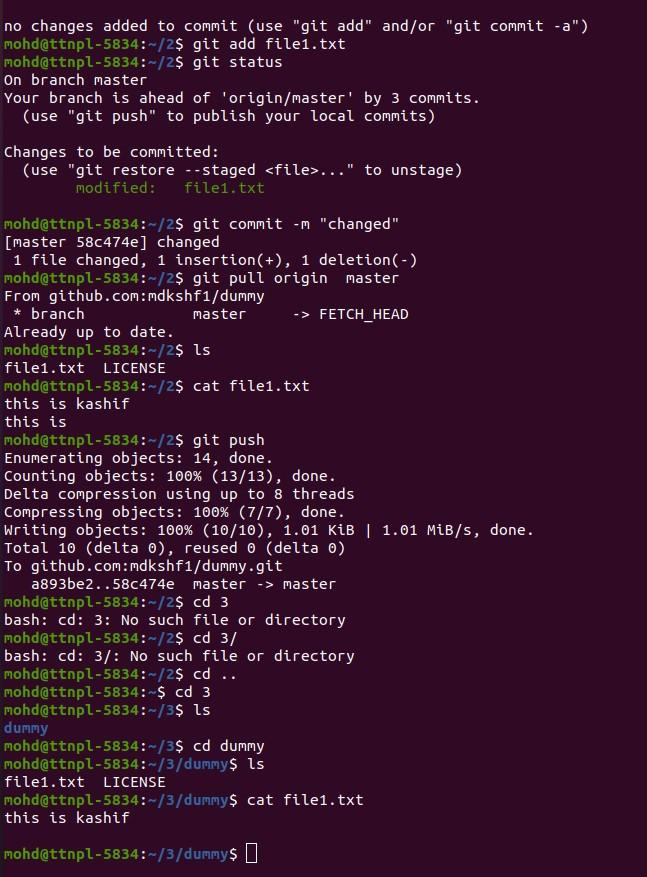 no changes added to commit (use "git add" and/or "git commit -a")
mohd@ttnpl-5834:~/2$ git add file1.txt
mohd@ttnpl-5834:~/2$ git status
On branch master
Your branch is ahead of 'origin/master' by 3 commits.
  (use "git push" to publish your local commits)

Changes to be committed:
  (use "git restore --staged <file>..." to unstage)
        modified:   file1.txt

mohd@ttnpl-5834:~/2$ git commit -m "changed"
[master 58c474e] changed
 1 file changed, 1 insertion(+), 1 deletion(-)
mohd@ttnpl-5834:~/2$ git pull origin  master
From github.com:mdkshf1/dummy
 * branch            master     -> FETCH_HEAD
Already up to date.
mohd@ttnpl-5834:~/2$ ls
file1.txt  LICENSE
mohd@ttnpl-5834:~/2$ cat file1.txt
this is kashif
this is
mohd@ttnpl-5834:~/2$ git push
Enumerating objects: 14, done.
Counting objects: 100% (13/13), done.
Delta compression using up to 8 threads
Compressing objects: 100% (7/7), done.
Writing objects: 100% (10/10), 1.01 KiB | 1.01 MiB/s, done.
Total 10 (delta 0), reused 0 (delta 0)
To github.com:mdkshf1/dummy.git
   a893be2..58c474e  master -> master
mohd@ttnpl-5834:~/2$ cd 3
bash: cd: 3: No such file or directory
mohd@ttnpl-5834:~/2$ cd 3/
bash: cd: 3/: No such file or directory
mohd@ttnpl-5834:~/2$ cd ..
mohd@ttnpl-5834:~$ cd 3
mohd@ttnpl-5834:~/3$ ls
dummy
mohd@ttnpl-5834:~/3$ cd dummy
mohd@ttnpl-5834:~/3/dummy$ ls
file1.txt  LICENSE
mohd@ttnpl-5834:~/3/dummy$ cat file1.txt
this is kashif

mohd@ttnpl-5834:~/3/dummy$